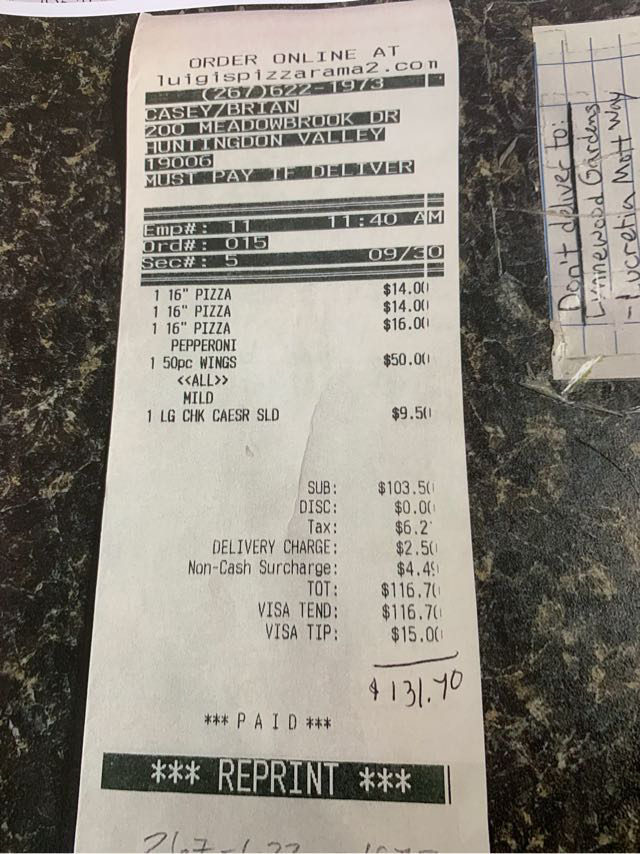 ORDER ONLINE AT
luigispizzarama2.com
(267)622-1973
CASEY/BRIAN
200 MEADOWBROOK DR
HUNTINGDON VALLEY
19006
MUST PAY IF DELIVER
Emp#: 11 11:40 AM
Ord#: 015
Sec#: 5 09/30
1 16" PIZZA $14.00
1 16" PIZZA $14.00
1 16" PIZZA $16.00
PEPPERONI
1 50pc WINGS $50.00
<<ALL>>
MILD
1 LG CHK CAESR SLD $9.50
SUB: $103.50
DISC: $0.00
Tax: $6.2
DELIVERY CHARGE: $2.50
Non-Cash Surcharge: $4.49
TOT: $116.70
VISA TEND: $116.70
VISA TIP: $15.00
$131.70
*** P A I D ***
*** REPRINT ***
Don't deliver to:
Lynnewood Gardens
- Lucretia Mott Way